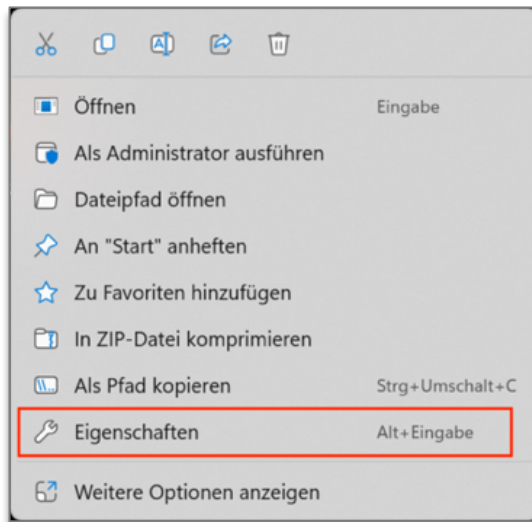 Öffnen Eingabe
Als Administrator ausführen
Dateipfad öffnen
An "Start" anheften
Zu Favoriten hinzufügen
In ZIP-Datei komprimieren
Als Pfad kopieren Strg+Umschalt+C
Eigenschaften Alt+Eingabe
Weitere Optionen anzeigen